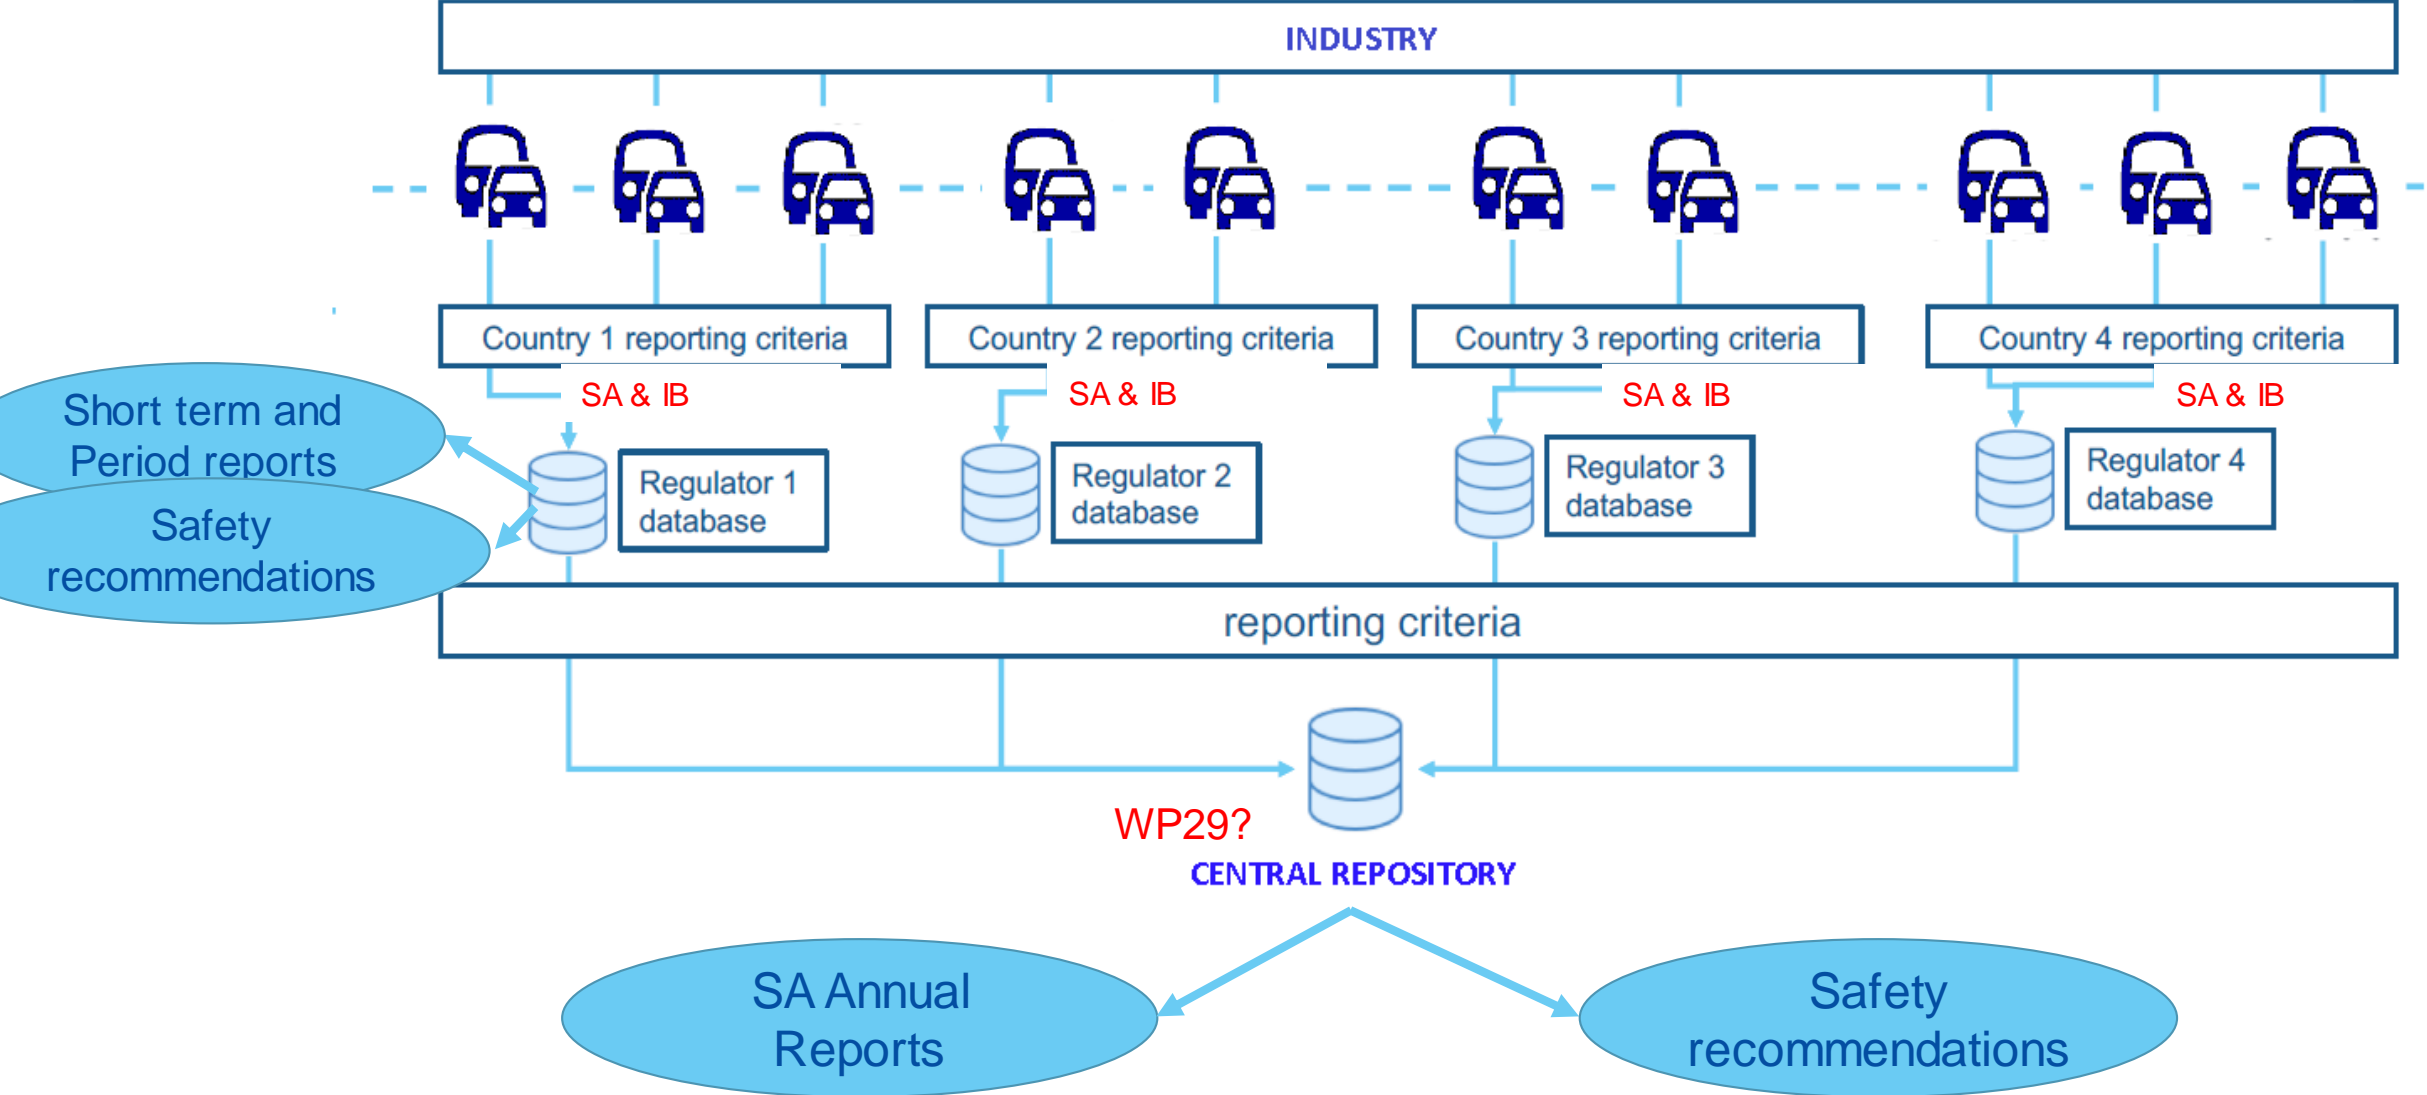 INDUSTRY
Country 1 reporting criteria
Country 2 reporting criteria
Country 3 reporting criteria
Country 4 reporting criteria
SA & IB
SA & IB
SA & IB
SA & IB
Short term and
Period reports
Safety
recommendations
Regulator 1
database
Regulator 2
database
Regulator 3
database
Regulator 4
database
reporting criteria
WP29?
CENTRAL REPOSITORY
SA Annual
Reports
Safety
recommendations